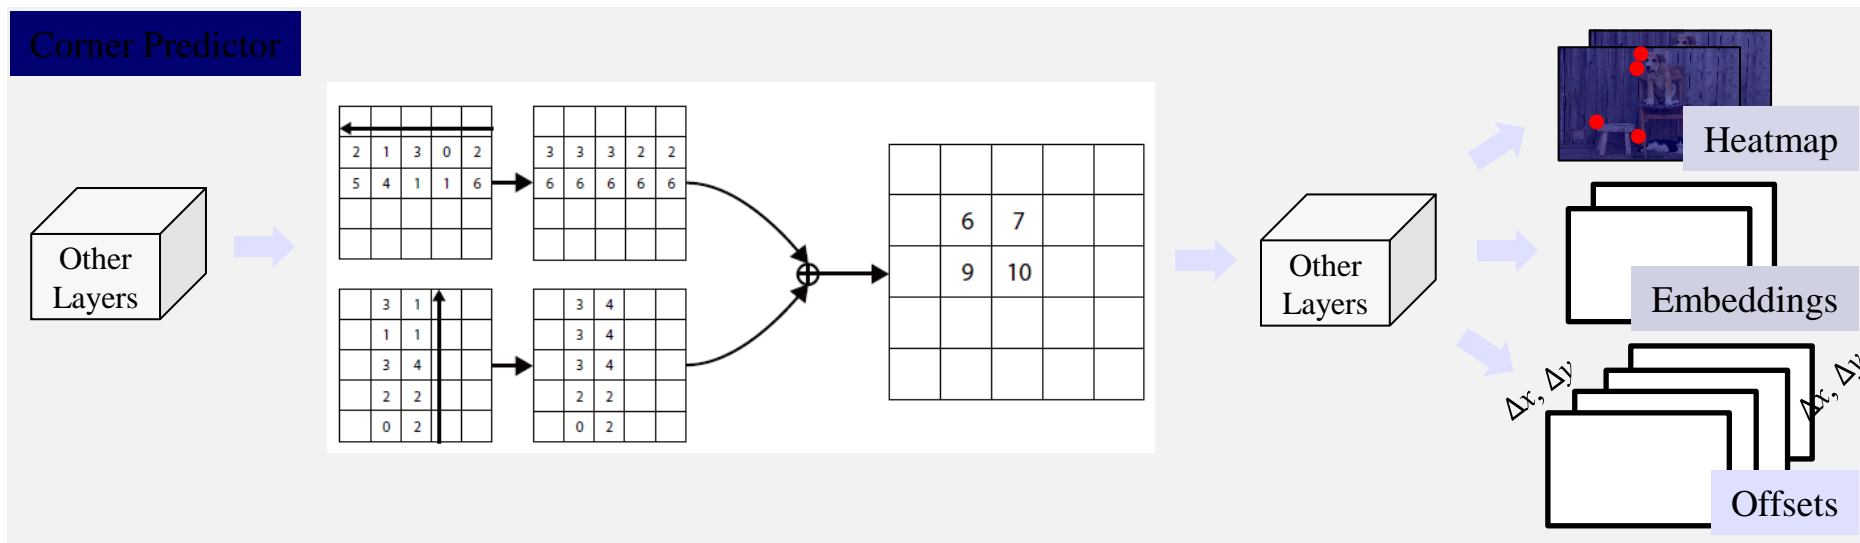 Corner Predictor
Other
Layers
2 1 3 0 2
5 4 1 1 6
3 3 3 2 2
6 6 6 6 6
3 1
1 1
3 4
2 2
0 2
3 4
3 4
3 4
2 2
0 2
6 7
9 10
Other
Layers
Heatmap
Embeddings
Δx, Δy
Δx, Δy
Offsets